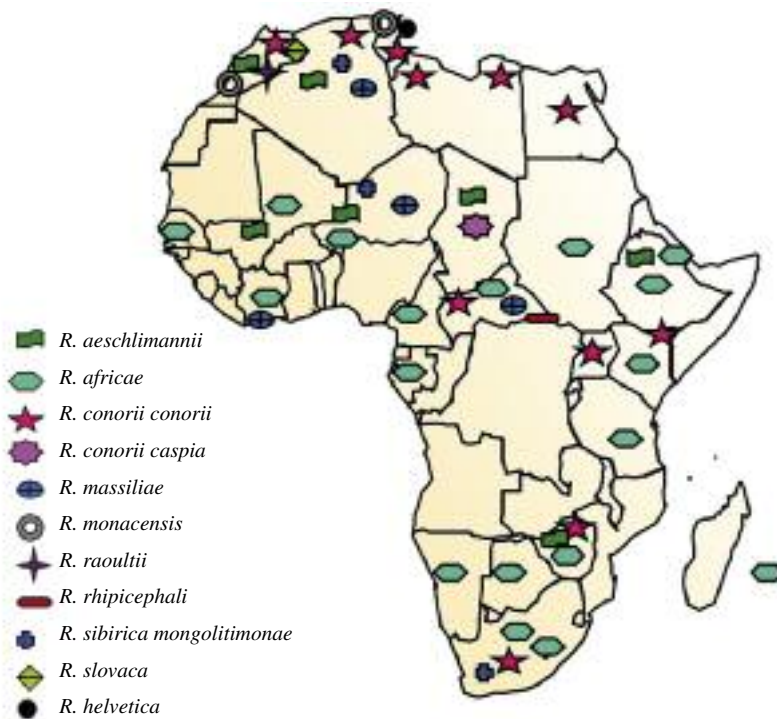 R. aeschlimannii
R. africae
R. conorii conorii
R. conorii caspia
R. massiliae
R. monacensis
R. raoultii
R. rhipicephali
R. sibirica mongolitimonae
R. slovaca
R. helvetica